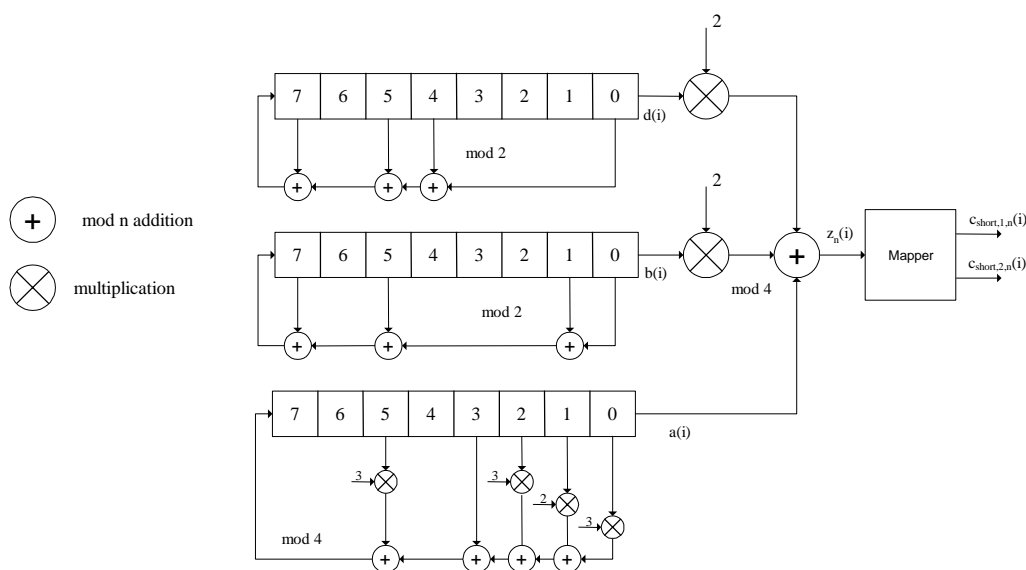 2
7 6 5 4 3 2 1 0
d(i)
mod 2
+ + +
+ mod n addition
multiplication
2
7 6 5 4 3 2 1 0
b(i)
mod 2
+ + +
+
mod 4
z_n(i)
Mapper
c_short,1,n(i)
c_short,2,n(i)
7 6 5 4 3 2 1 0
a(i)
3 3
2
3
mod 4
+ + + +